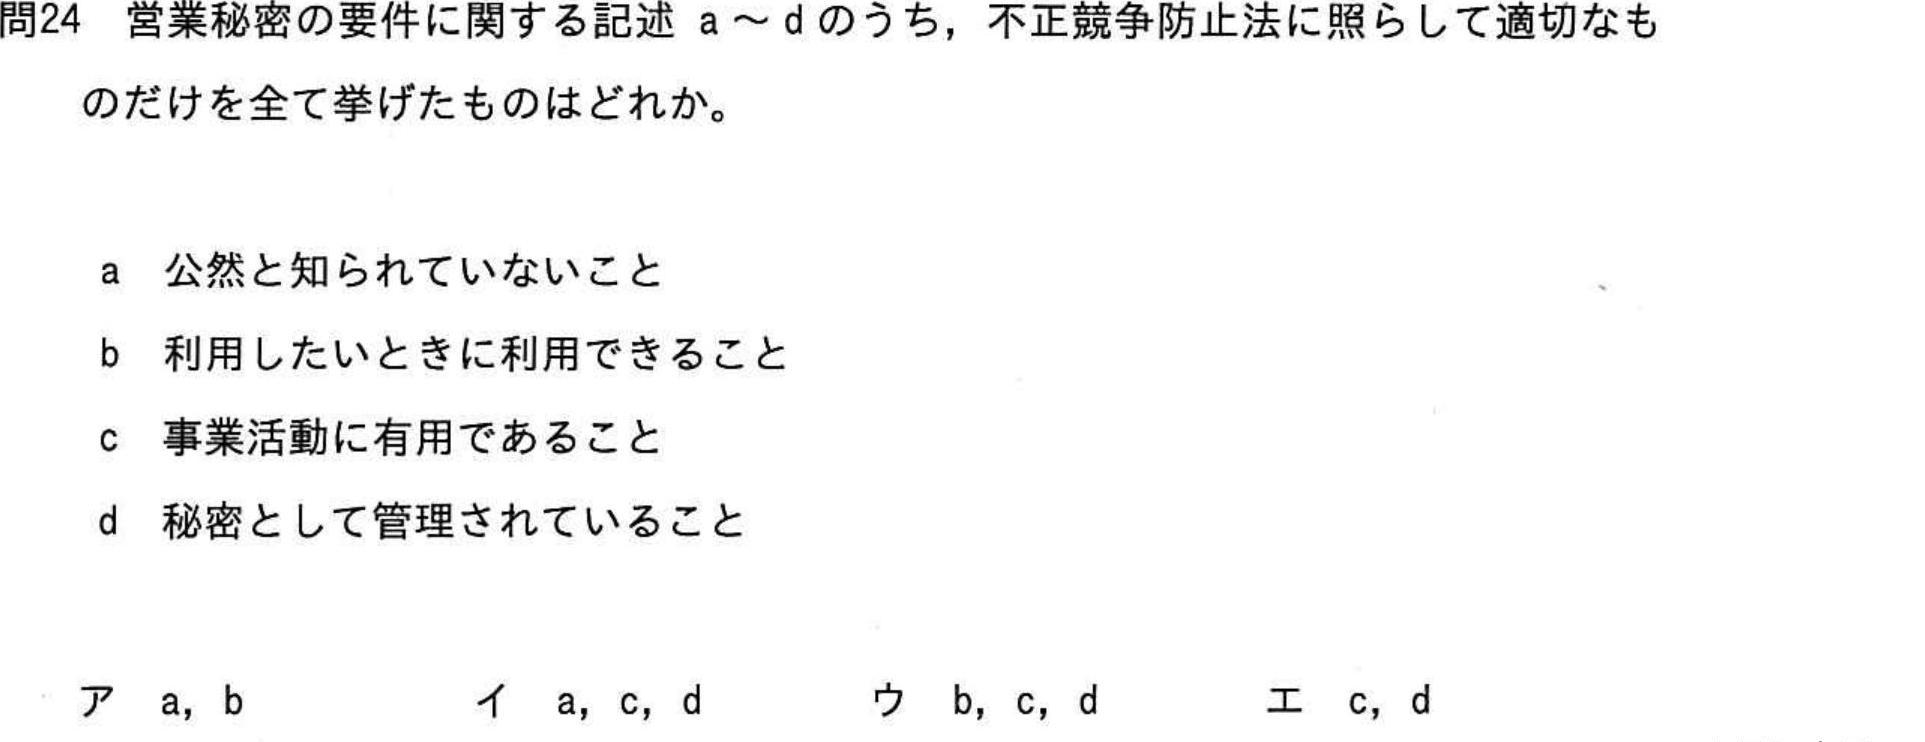 問24 営業秘密の要件に関する記述 a～d のうち，不正競争防止法に照らして適切なも
のだけを全て挙げたものはどれか。
a 公然と知られていないこと
b 利用したいときに利用できること
c 事業活動に有用であること
d 秘密として管理されていること
ア a，b イ a，c，d ウ b，c，d エ c，d